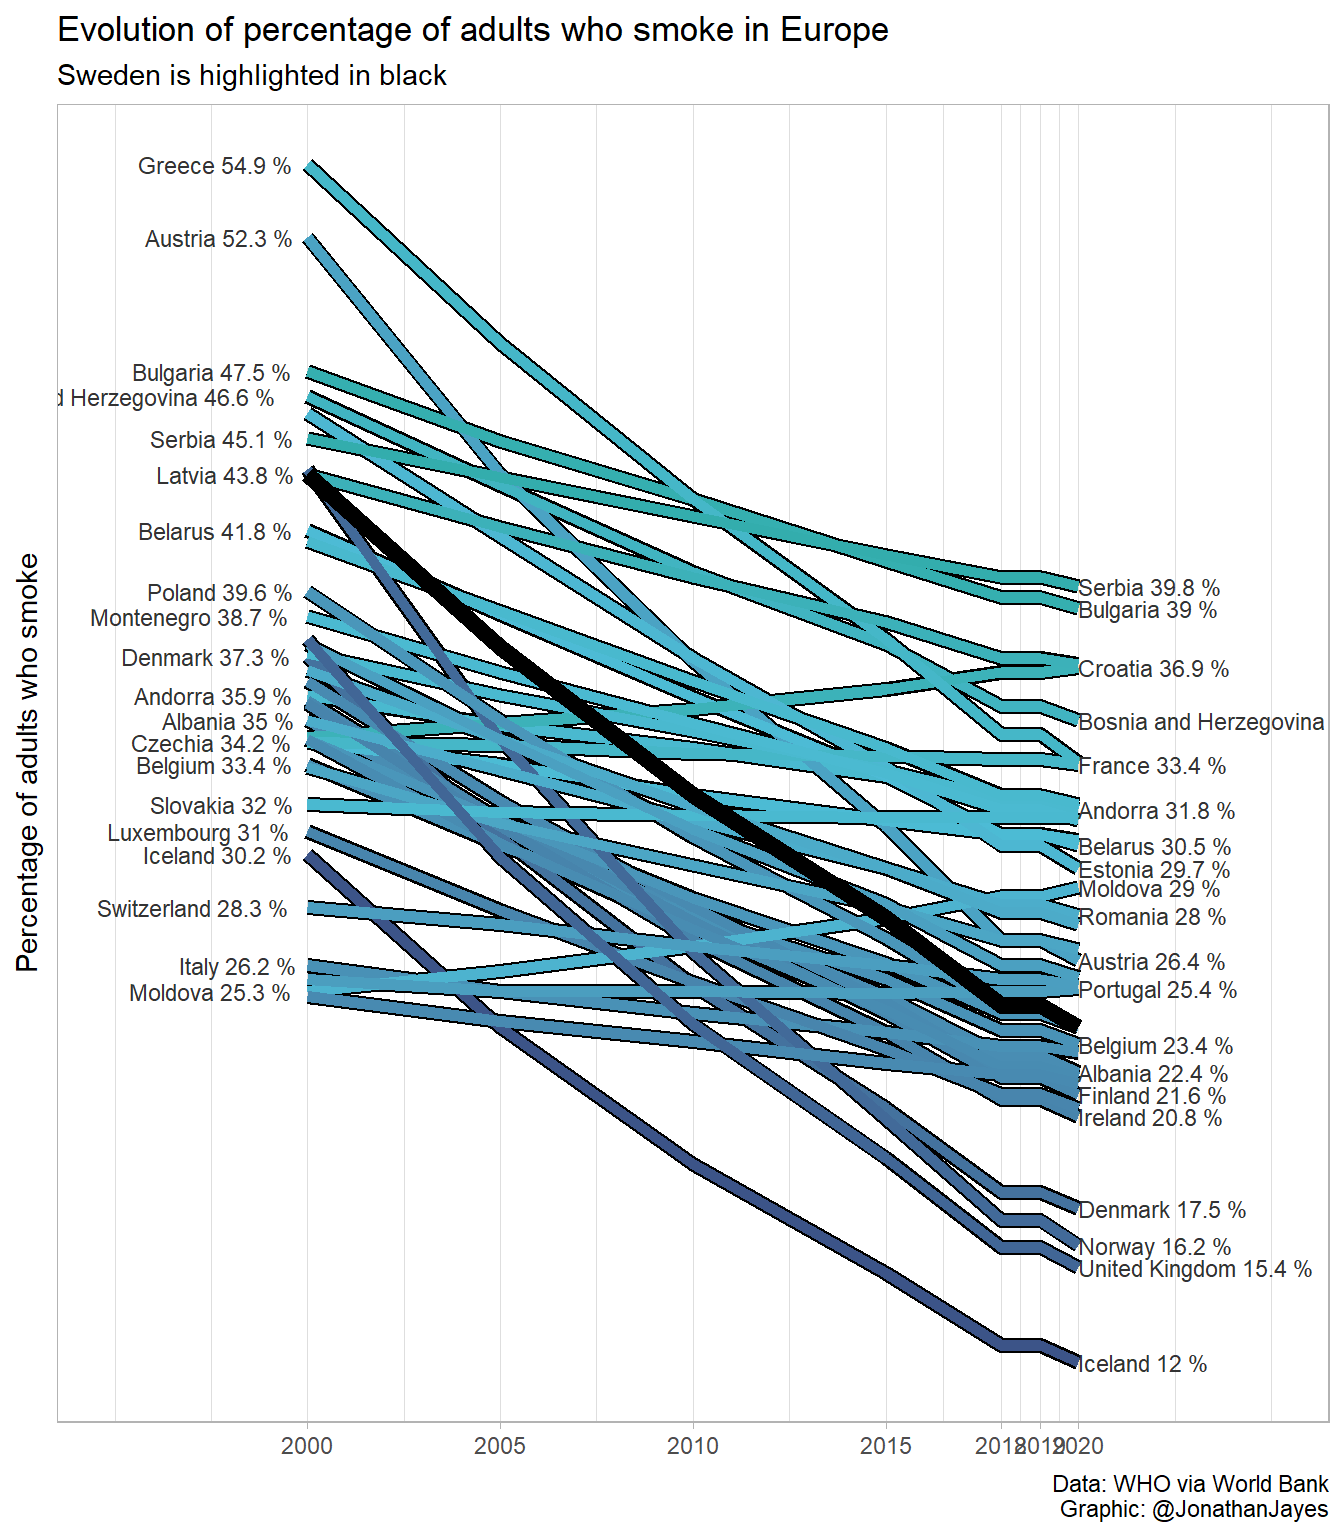 Evolution of percentage of adults who smoke in Europe
Sweden is highlighted in black
Percentage of adults who smoke
Greece 54.9 %
Austria 52.3 %
Bulgaria 47.5 %
d Herzegovina 46.6 %
Serbia 45.1 %
Latvia 43.8 %
Belarus 41.8 %
Poland 39.6 %
Montenegro 38.7 %
Denmark 37.3 %
Andorra 35.9 %
Albania 35 %
Czechia 34.2 %
Belgium 33.4 %
Slovakia 32 %
Luxembourg 31 %
Iceland 30.2 %
Switzerland 28.3 %
Italy 26.2 %
Moldova 25.3 %
Serbia 39.8 %
Bulgaria 39 %
Croatia 36.9 %
Bosnia and Herzegovina
France 33.4 %
Andorra 31.8 %
Belarus 30.5 %
Estonia 29.7 %
Moldova 29 %
Romania 28 %
Austria 26.4 %
Portugal 25.4 %
Belgium 23.4 %
Albania 22.4 %
Finland 21.6 %
Ireland 20.8 %
Denmark 17.5 %
Norway 16.2 %
United Kingdom 15.4 %
Iceland 12 %
2000 2005 2010 2015 2018 2019 2020
Data: WHO via World Bank
Graphic: @JonathanJayes